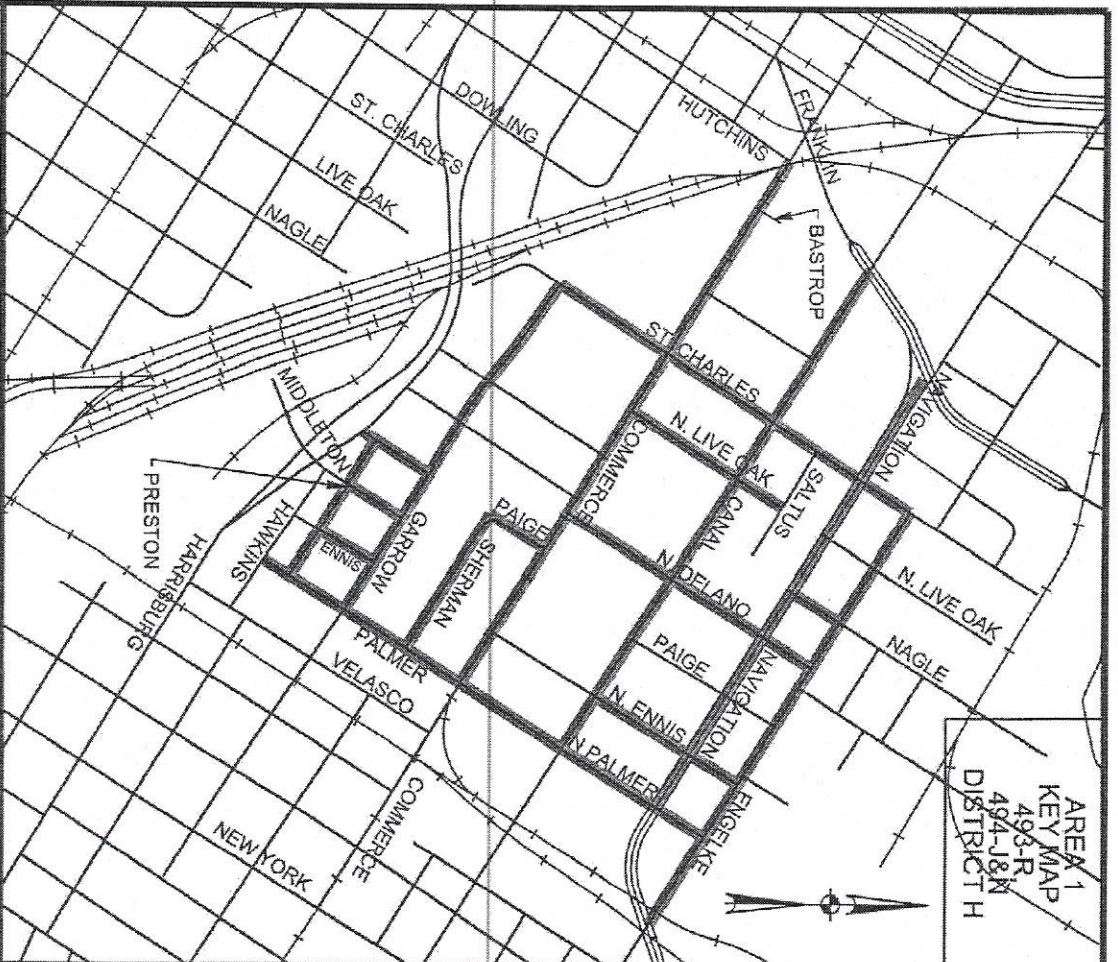 AREA 1
KEY MAP
493-R
494-J&N
DISTRICT H
FRANKLIN
HUTCHINS
DOWLING
ST. CHARLES
LIVE OAK
NAGLE
BASTROP
NAVIGATION
ST. CHARLES
N. LIVE OAK
SALTUS
COMMERCE
CANAL
N. LIVE OAK
NAGLE
MIDDLETON
PRESTON
HAWKINS
ENNIS
GARROW
PAIGE
SHERMAN
N. DELANO
PAIGE
NAVIGATION
N. ENNIS
N PALMER
ENGELKE
HARRISBURG
PALMER
VELASCO
COMMERCE
NEW YORK